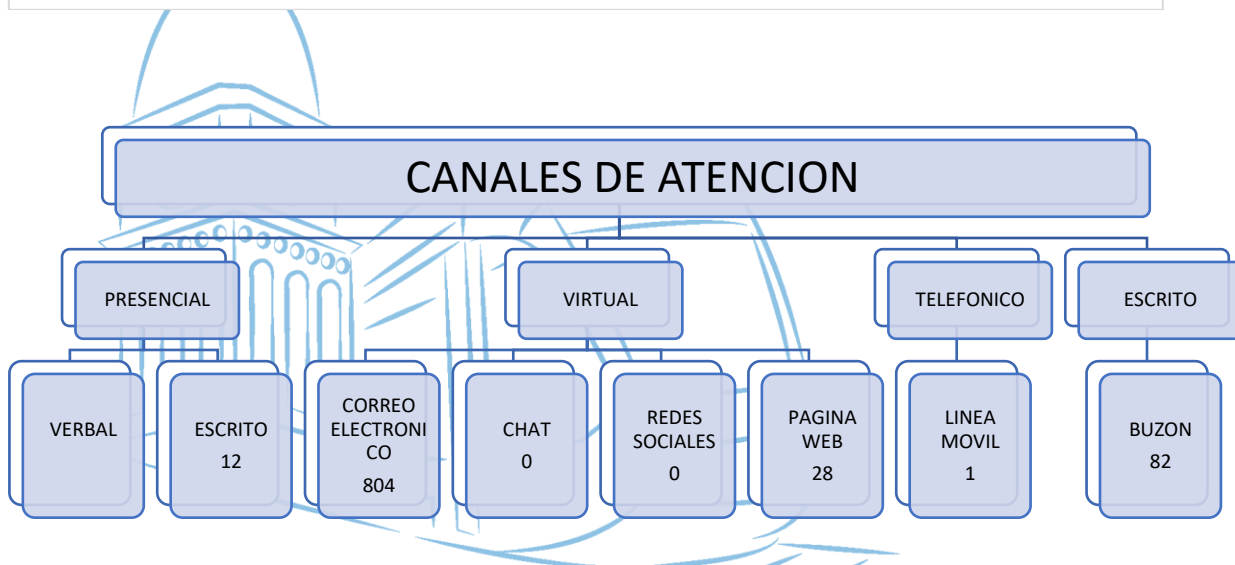 CANALES DE ATENCION
PRESENCIAL
VIRTUAL
TELEFONICO
ESCRITO
VERBAL
ESCRITO
12
CORREO
ELECTRONI
CO
804
CHAT
0
REDES
SOCIALES
0
PAGINA
WEB
28
LINEA
MOVIL
1
BUZON
82